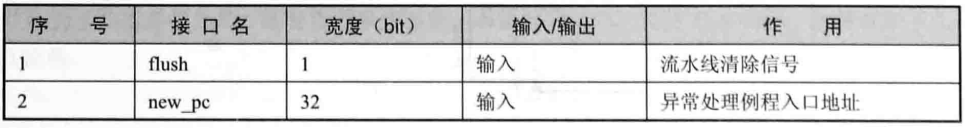 序 号 接 口 名 宽度（bit） 输入/输出 作 用
1 flush 1 输入 流水线清除信号
2 new_pc 32 输入 异常处理例程入口地址